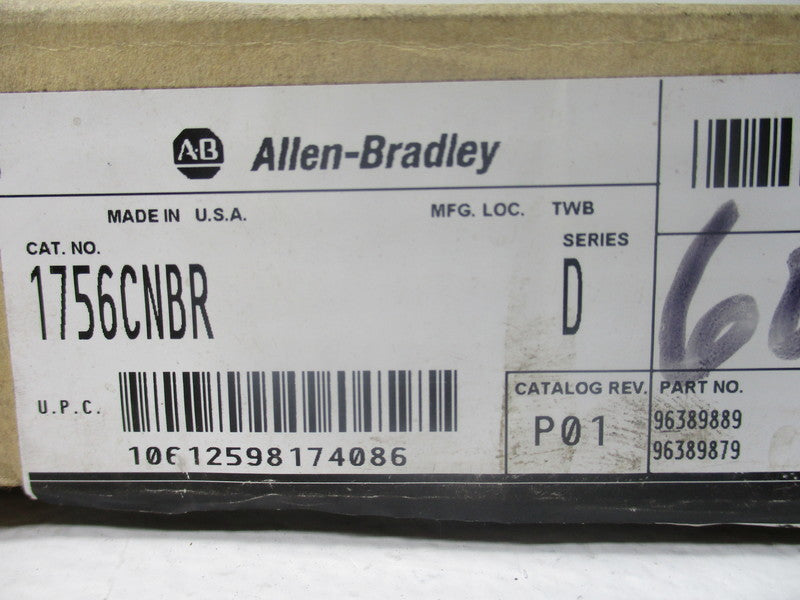 A-B Allen-Bradley
MADE IN U.S.A. MFG. LOC. TWB
CAT. NO. SERIES
1756CNBR D
U.P.C.
10612598174086
CATALOG REV. PART NO.
P01 96389889
96389879